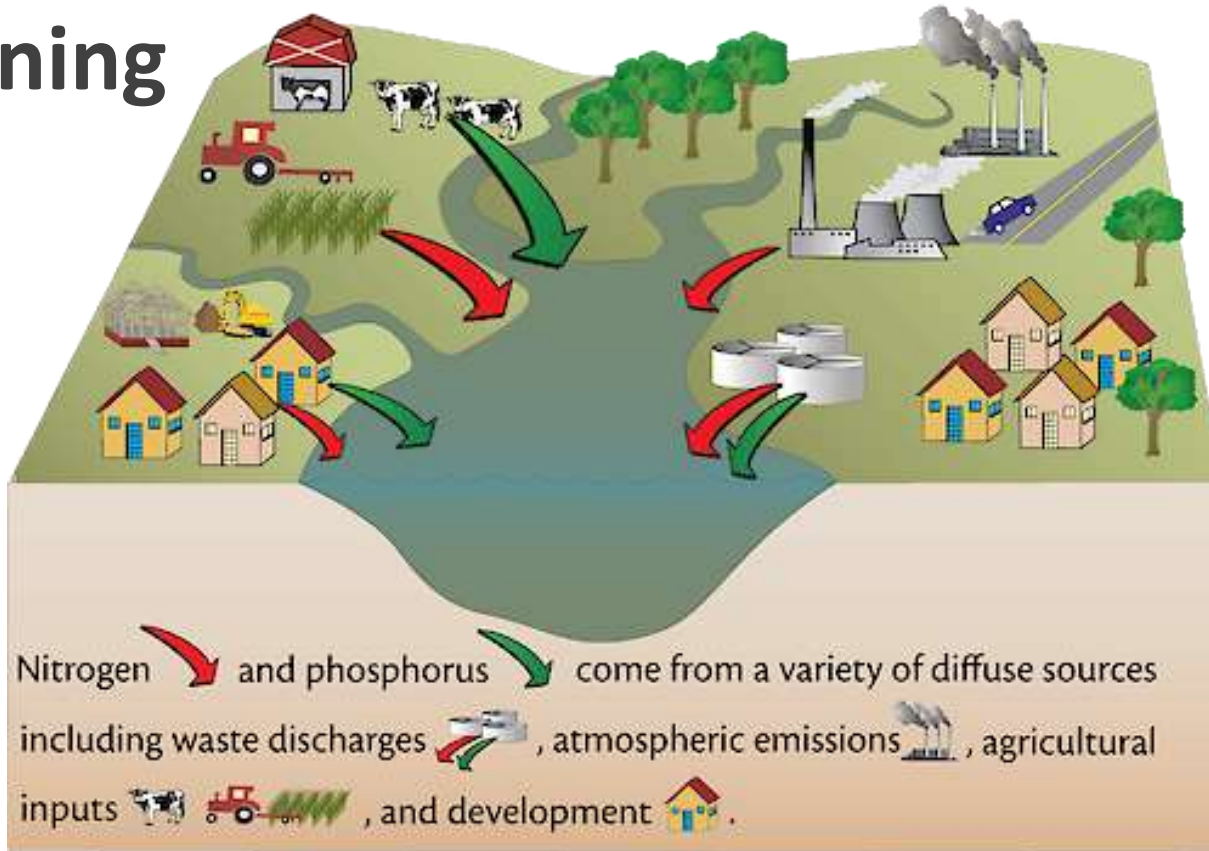 ning
Nitrogen and phosphorus come from a variety of diffuse sources
including waste discharges , atmospheric emissions , agricultural
inputs , and development .